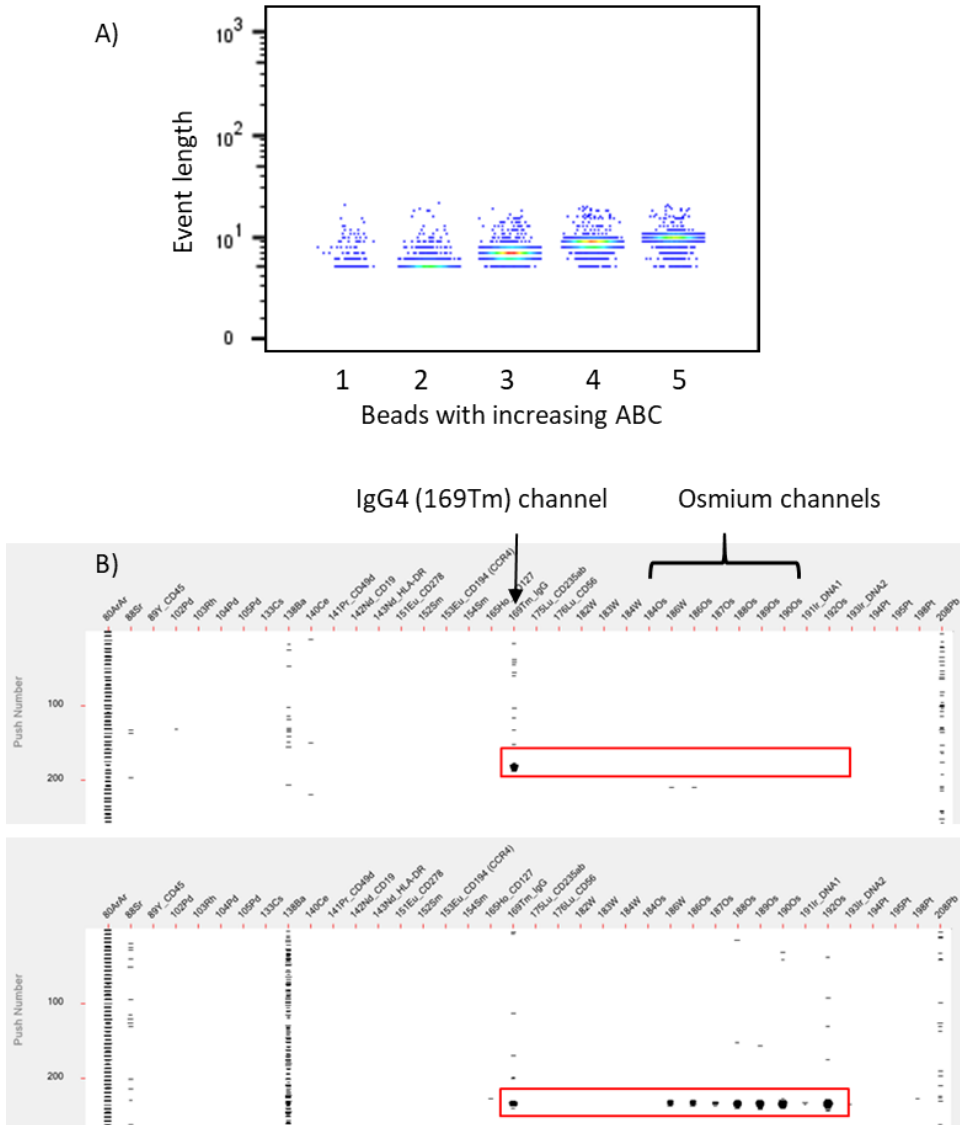 A)
10³
10²
10¹
0
Event length
1 2 3 4 5
Beads with increasing ABC
IgG4 (169Tm) channel
Osmium channels
B)
80ArAr
88Sr
89Y_CD45
102Pd
103Rh
104Pd
105Pd
133Cs
138Ba
140Ce
141Pr_CD49d
142Nd_CD19
143Nd_HLA-DR
151Eu_CD278
152Sm
153Eu_CD194 (CCR4)
154Sm
165Ho_CD127
169Tm_IgG
175Lu_CD235ab
176Lu_CD56
182W
183W
184W
184Os
186W
186Os
187Os
188Os
189Os
190Os
191Ir_DNA1
192Os
193Ir_DNA2
194Pt
195Pt
198Pt
208Pb
Push Number
100
200
80ArAr
88Sr
89Y_CD45
102Pd
103Rh
104Pd
105Pd
133Cs
138Ba
140Ce
141Pr_CD49d
142Nd_CD19
143Nd_HLA-DR
151Eu_CD278
152Sm
153Eu_CD194 (CCR4)
154Sm
165Ho_CD127
169Tm_IgG
175Lu_CD235ab
176Lu_CD56
182W
183W
184W
184Os
186W
186Os
187Os
188Os
189Os
190Os
191Ir_DNA1
192Os
193Ir_DNA2
194Pt
195Pt
198Pt
208Pb
Push Number
100
200